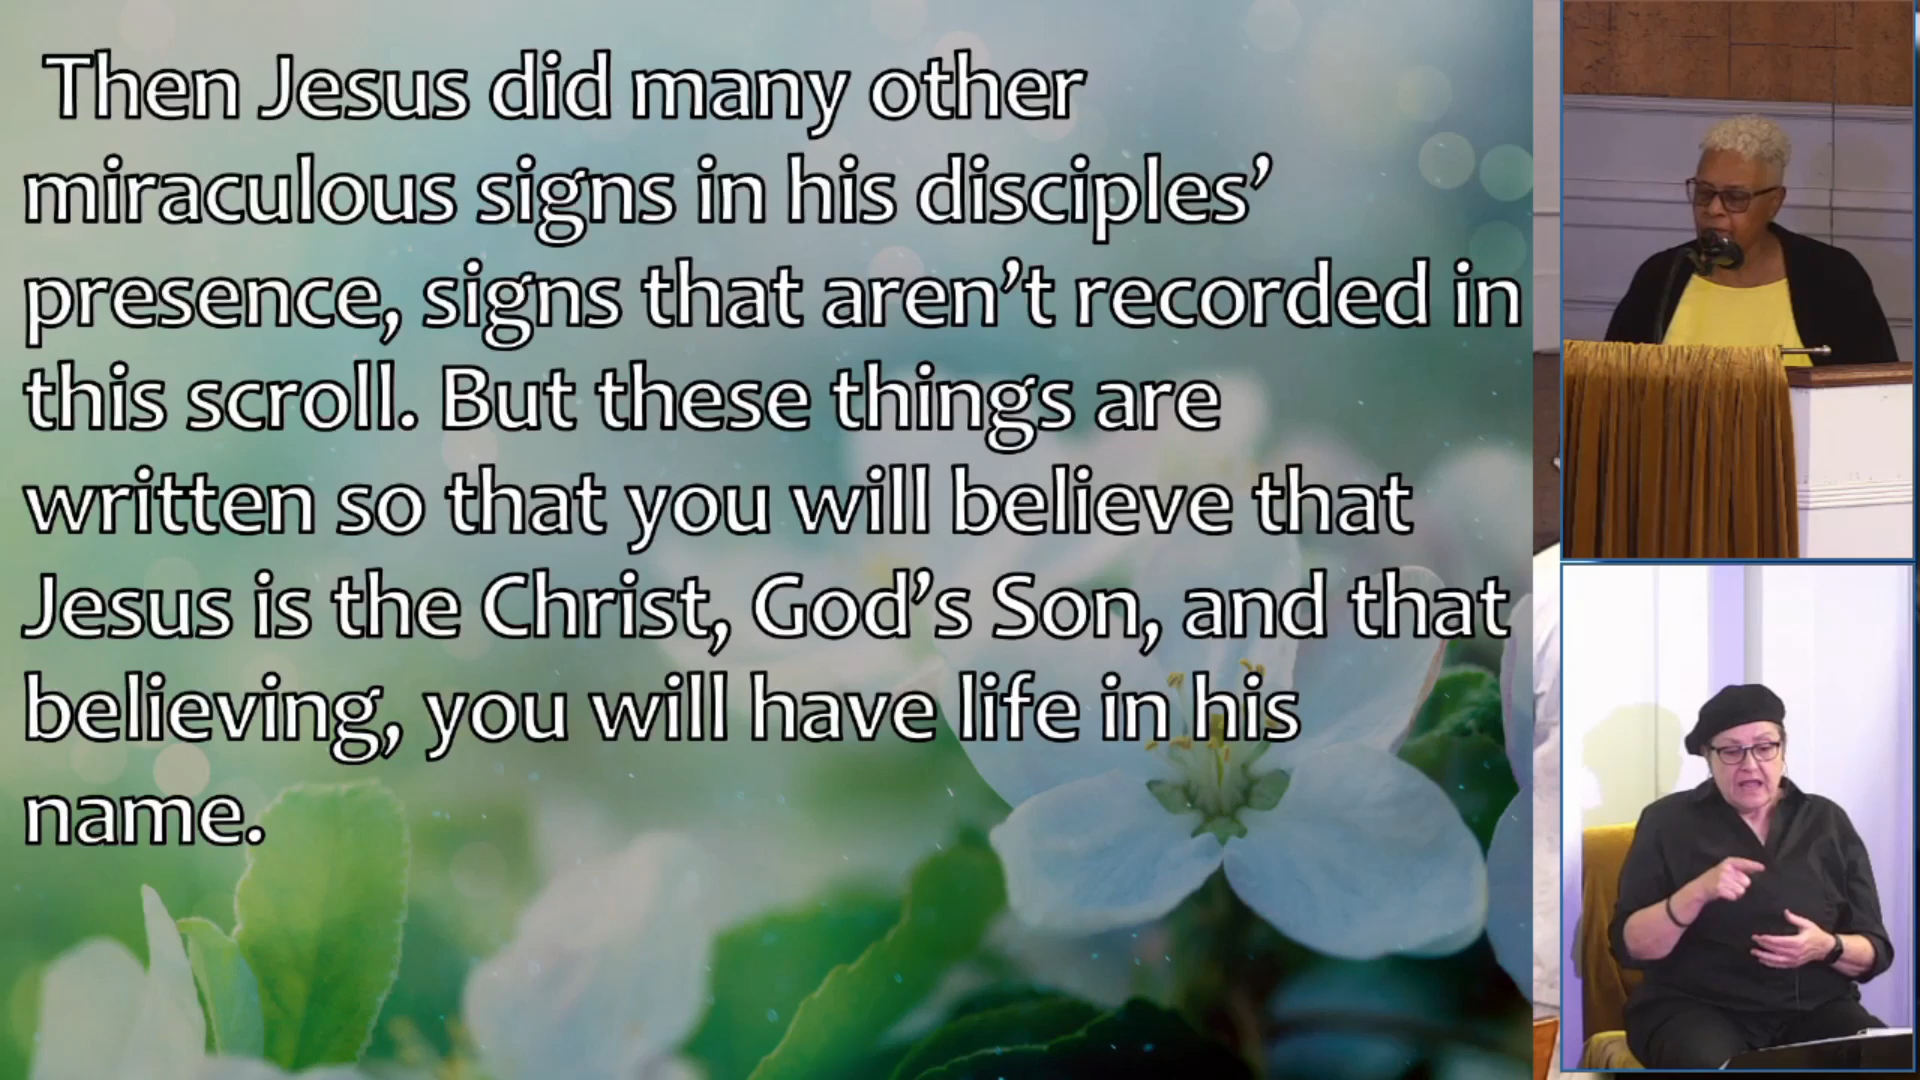 Then Jesus did many other
miraculous signs in his disciples’
presence, signs that aren’t recorded in
this scroll. But these things are
written so that you will believe that
Jesus is the Christ, God’s Son, and that
believing, you will have life in his
name.